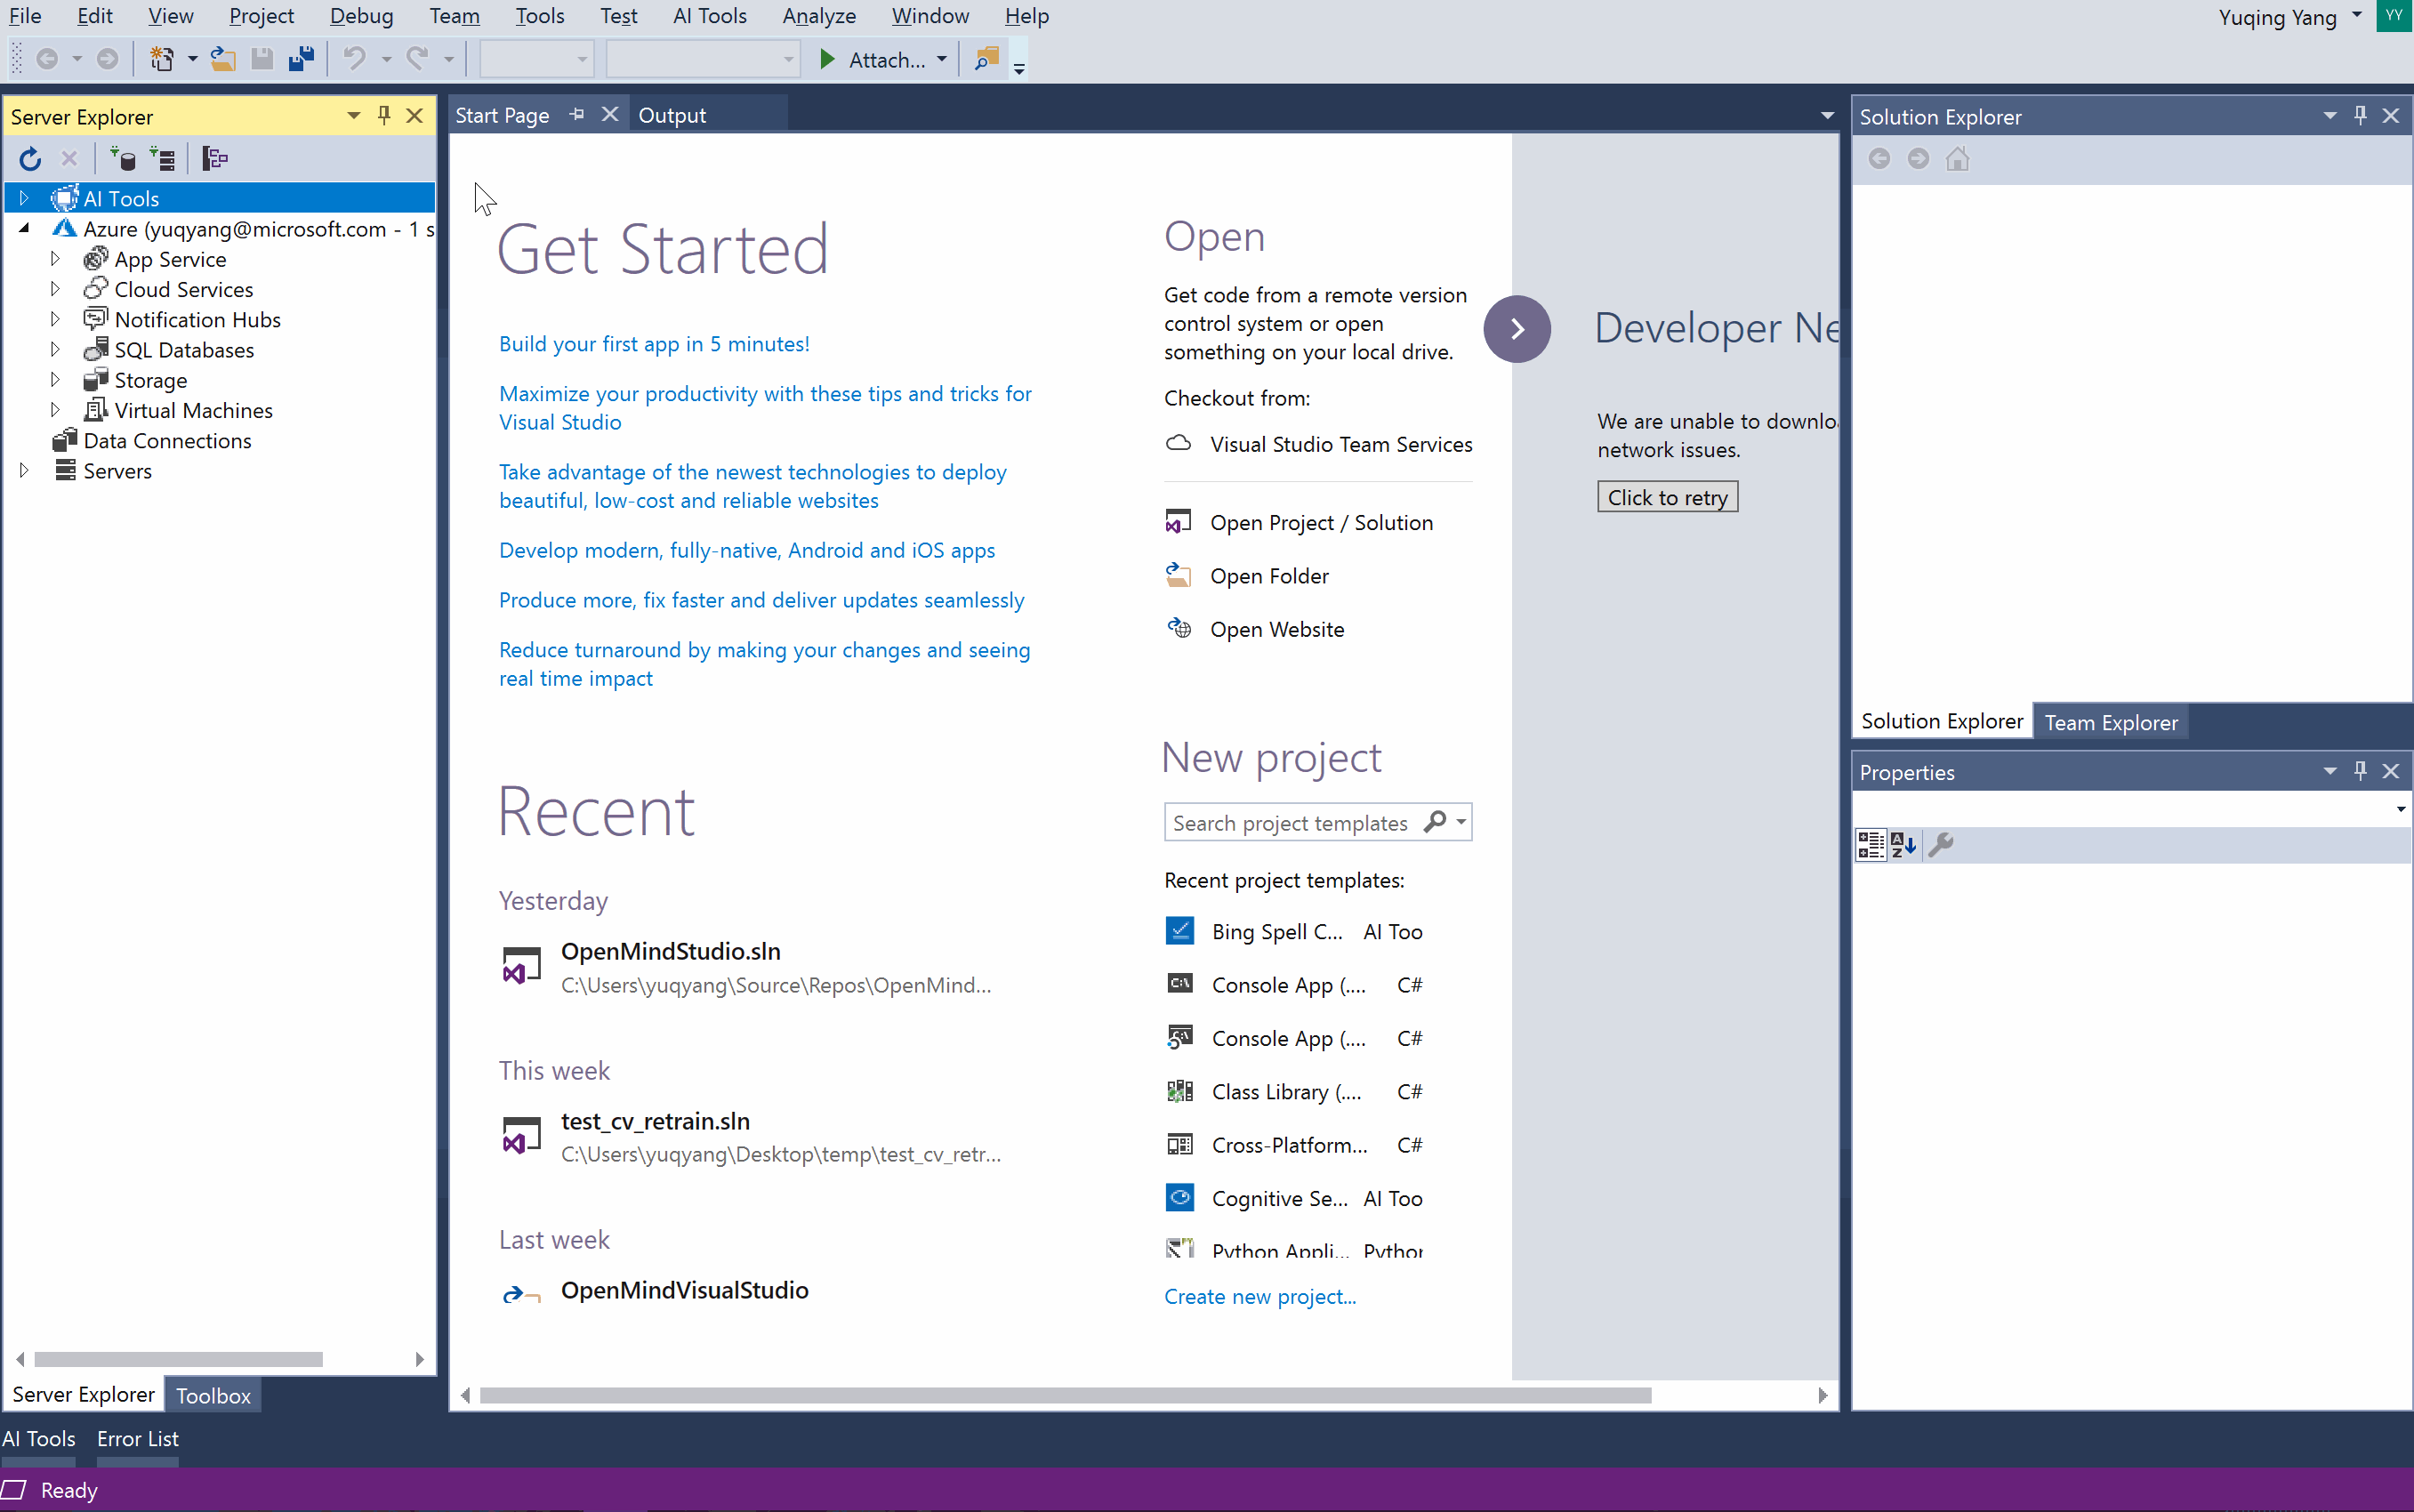 File Edit View Project Debug Team Tools Test AI Tools Analyze Window Help
Yuqing Yang YY
Attach...
Server Explorer
AI Tools
Azure (yuqyang@microsoft.com - 1 s
App Service
Cloud Services
Notification Hubs
SQL Databases
Storage
Virtual Machines
Data Connections
Servers
Server Explorer Toolbox
Start Page Output
Get Started
Build your first app in 5 minutes!
Maximize your productivity with these tips and tricks for
Visual Studio
Take advantage of the newest technologies to deploy
beautiful, low-cost and reliable websites
Develop modern, fully-native, Android and iOS apps
Produce more, fix faster and deliver updates seamlessly
Reduce turnaround by making your changes and seeing
real time impact
Recent
Yesterday
OpenMindStudio.sln
C:\Users\yuqyang\Source\Repos\OpenMind...
This week
test_cv_retrain.sln
C:\Users\yuqyang\Desktop\temp\test_cv_retr...
Last week
OpenMindVisualStudio
Open
Get code from a remote version
control system or open
something on your local drive.
Checkout from:
Visual Studio Team Services
Open Project / Solution
Open Folder
Open Website
New project
Search project templates
Recent project templates:
Bing Spell C... AI Too
Console App (.... C#
Console App (.... C#
Class Library (.... C#
Cross-Platform... C#
Cognitive Se... AI Too
Python Appli... Python
Create new project...
Developer Ne
We are unable to downlo
network issues.
Click to retry
Solution Explorer
Solution Explorer Team Explorer
Properties
AI Tools Error List
Ready